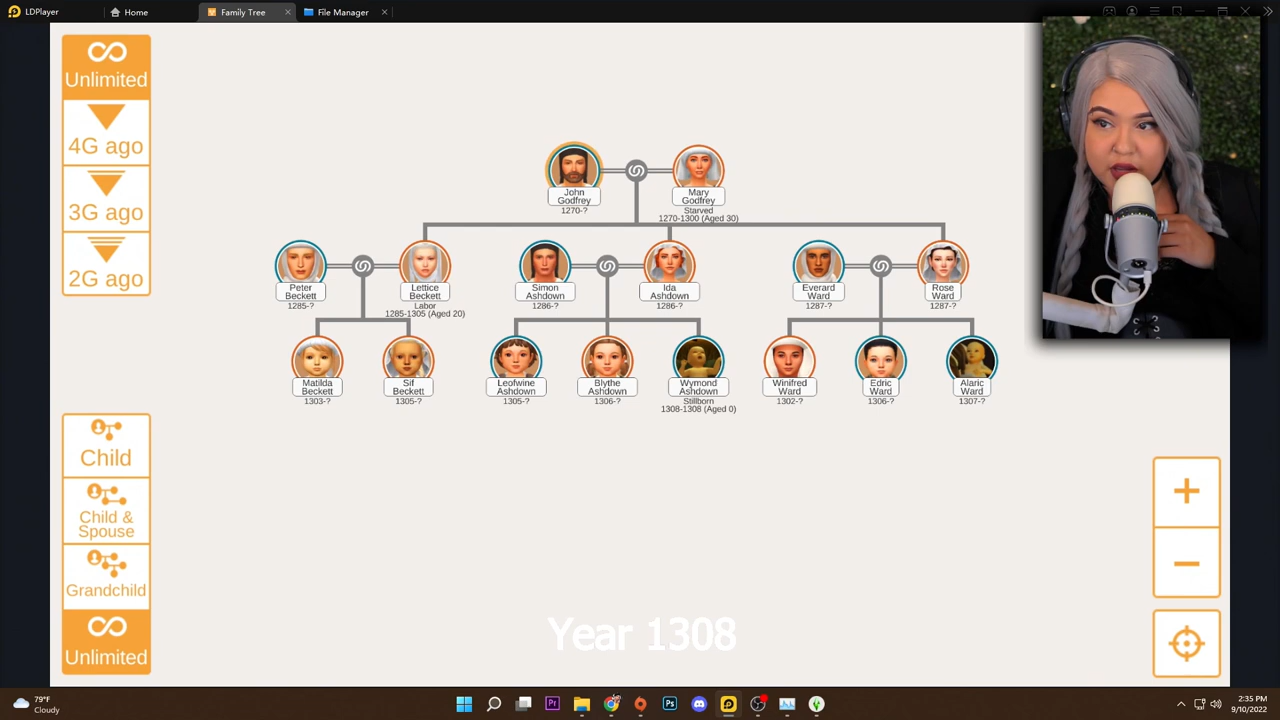 LDPlayer
Home
Family Tree
File Manager
Unlimited
4G ago
3G ago
2G ago
John
Godfrey
1270-?
Mary
Godfrey
Starved
1270-1300 (Aged 30)
Peter
Beckett
1285-?
Lettice
Beckett
Labor
1285-1305 (Aged 20)
Simon
Ashdown
1286-?
Ida
Ashdown
1286-?
Everard
Ward
1287-?
Rose
Ward
1287-?
Matilda
Beckett
1303-?
Sif
Beckett
1305-?
Leofwine
Ashdown
1305-?
Blythe
Ashdown
1306-?
Wymond
Ashdown
Stillborn
1308-1308 (Aged 0)
Winifred
Ward
1302-?
Edric
Ward
1306-?
Alaric
Ward
1307-?
Child
Child &
Spouse
Grandchild
Unlimited
Year 1308
79°F
Cloudy
Pr
Ps
2:35 PM
9/10/2022